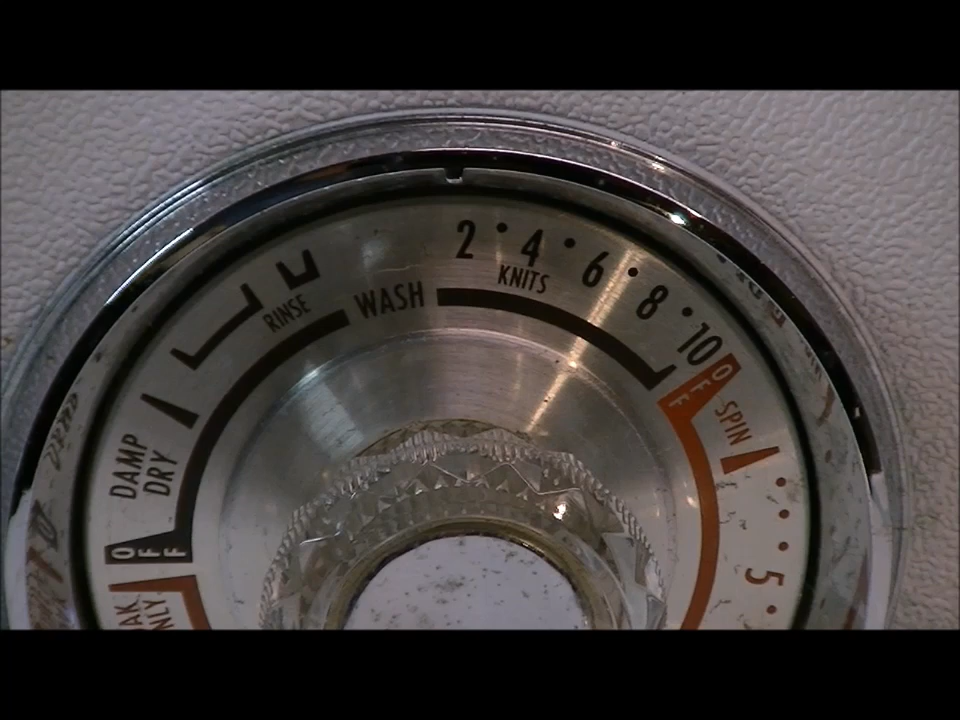 2 • 4 • 6 • 8 • 10
KNITS
WASH
RINSE
DAMP
DRY
OFF
OFF
SPIN
5